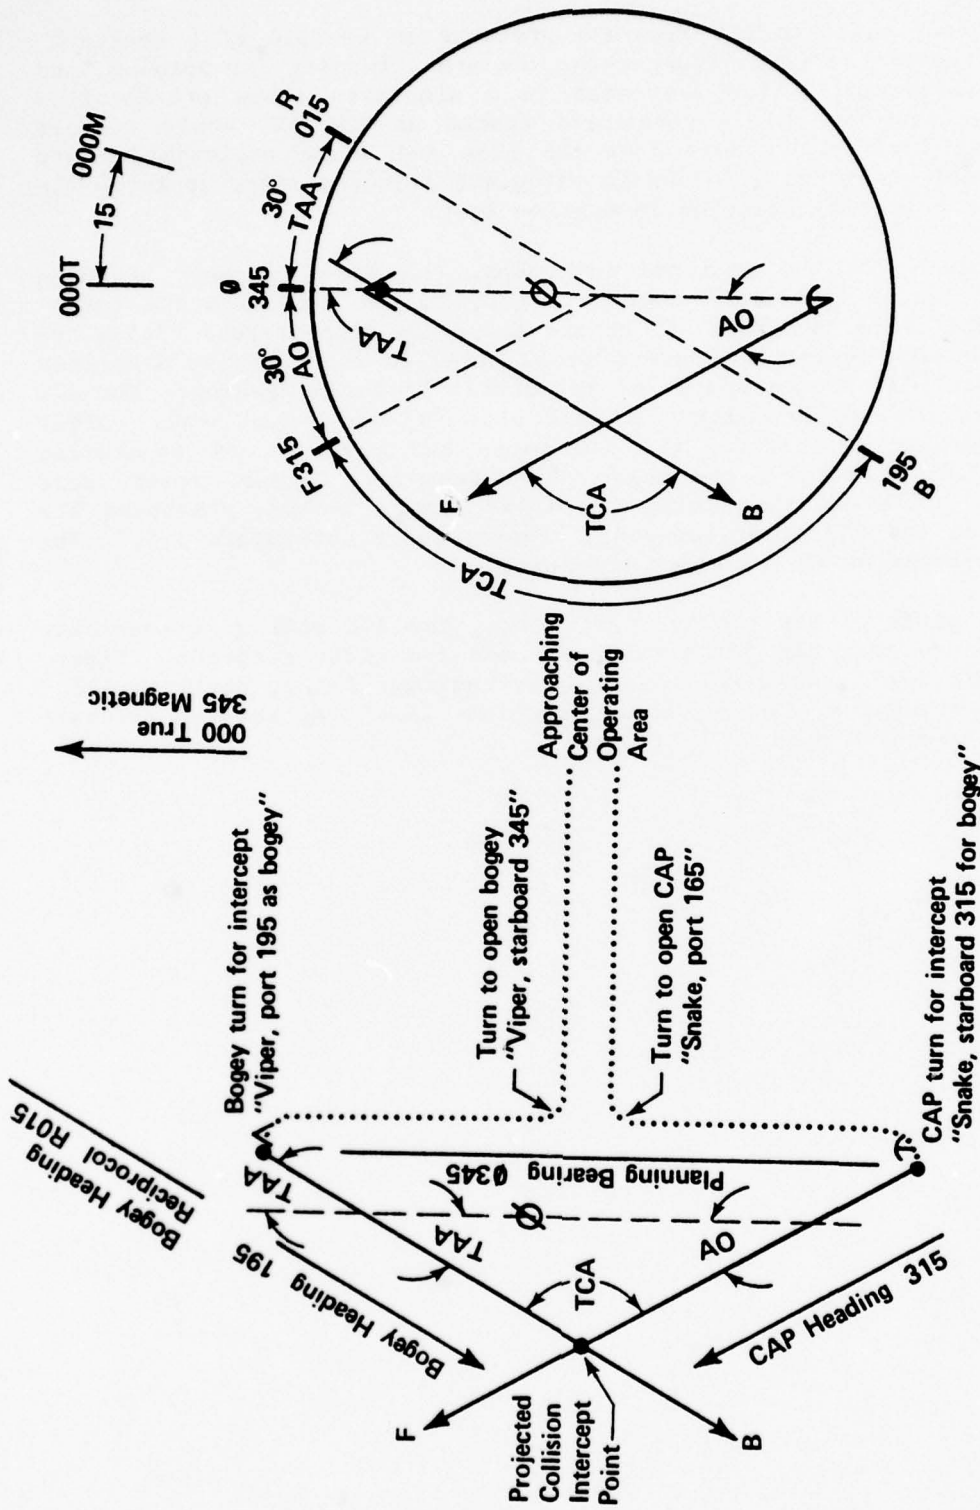 000T
15
000M
Ø
345
30°
AO
30°
TAA
R
015
F315
TAA
Ø
AO
F
B
TCA
TCA
195
B
000 True
345 Magnetic
Approaching
Center of
Operating
Area
Bogey turn for intercept
"Viper, port 195 as bogey"
Turn to open bogey
"Viper, starboard 345"
Turn to open CAP
"Snake, port 165"
CAP turn for intercept
"Snake, starboard 315 for bogey"
Bogey Heading
Reciprocol R015
Bogey Heading 195
TAA
Planning Bearing Ø345
TAA
Ø
AO
TCA
CAP Heading 315
F
B
Projected
Collision
Intercept
Point